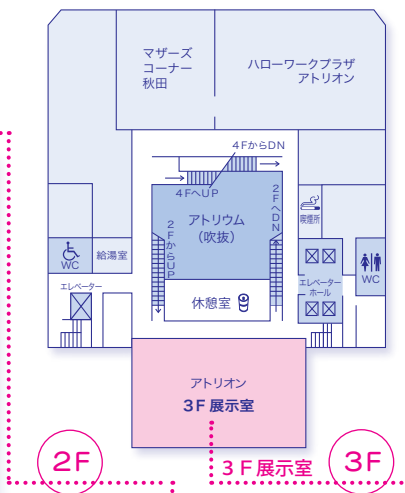 マザーズ
コーナー
秋田
ハローワークプラザ
アトリオン
4FからDN
4FへUP
アトリウム
（吹抜）
2FへDN
2FからUP
喫煙所
WC
給湯室
エレベーター
休憩室
エレベーター
ホール
WC
アトリオン
3F 展示室
2F
3F 展示室
3F